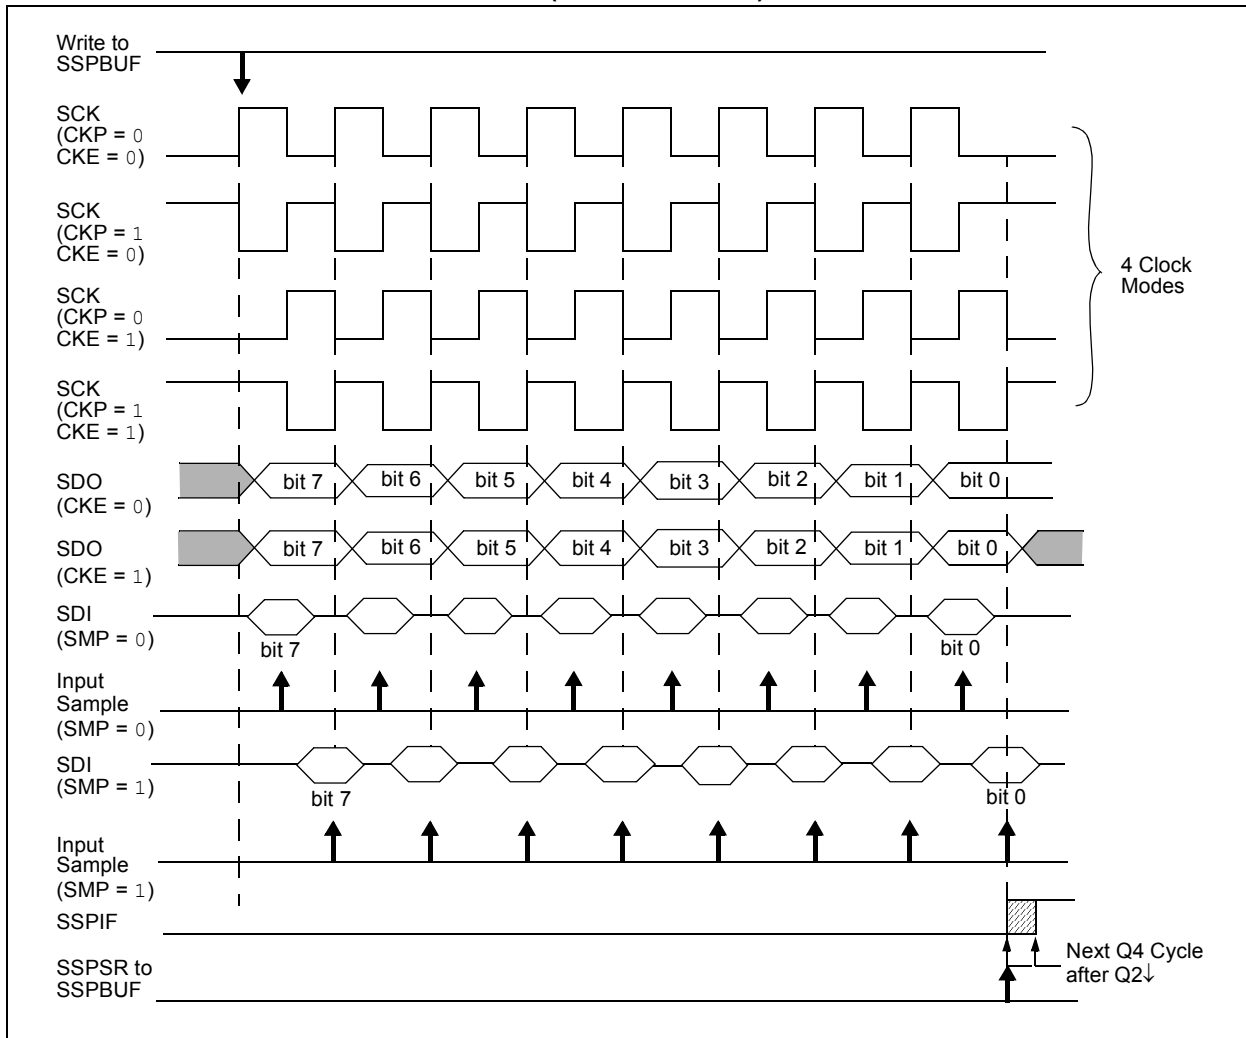 Write to
SSPBUF
SCK
(CKP = 0
CKE = 0)
SCK
(CKP = 1
CKE = 0)
SCK
(CKP = 0
CKE = 1)
SCK
(CKP = 1
CKE = 1)
4 Clock
Modes
SDO
(CKE = 0)
bit 7 bit 6 bit 5 bit 4 bit 3 bit 2 bit 1 bit 0
SDO
(CKE = 1)
bit 7 bit 6 bit 5 bit 4 bit 3 bit 2 bit 1 bit 0
SDI
(SMP = 0)
bit 7 bit 0
Input
Sample
(SMP = 0)
SDI
(SMP = 1)
bit 7 bit 0
Input
Sample
(SMP = 1)
SSPIF
Next Q4 Cycle
after Q2↓
SSPSR to
SSPBUF